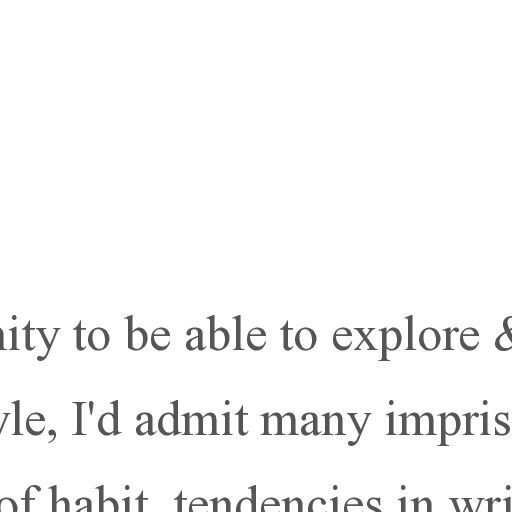 nity to be able to explore &
yle, I'd admit many impris
of habit, tendencies in wri